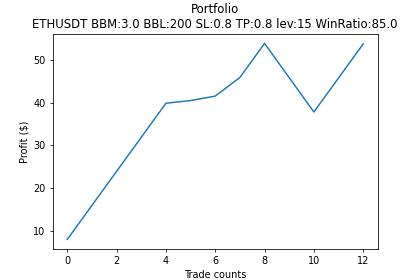 Portfolio
ETHUSDT BBM:3.0 BBL:200 SL:0.8 TP:0.8 lev:15 WinRatio:85.0
Profit ($)
50
40
30
20
10
0 2 4 6 8 10 12
Trade counts